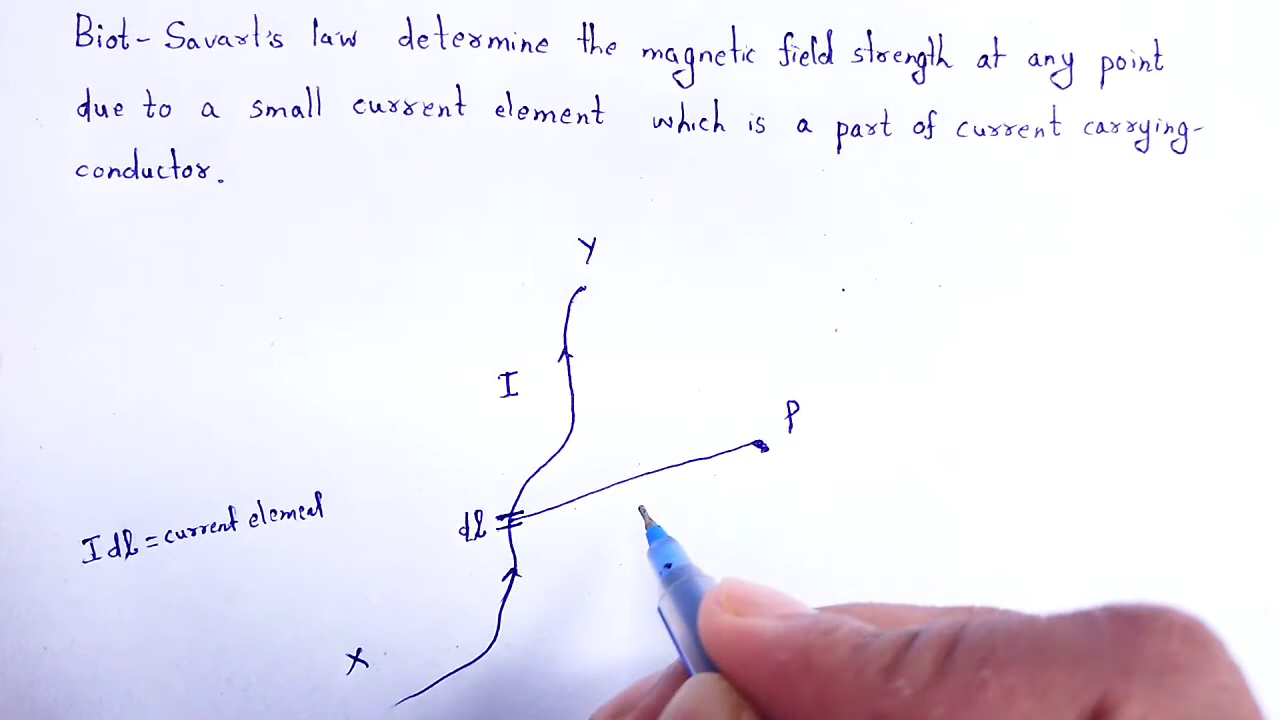 Biot-Savart's law determine the magnetic field strength at any point
due to a small current element which is a part of current carrying-
conductor.
Y
I
P
dl
Idl = current element
X